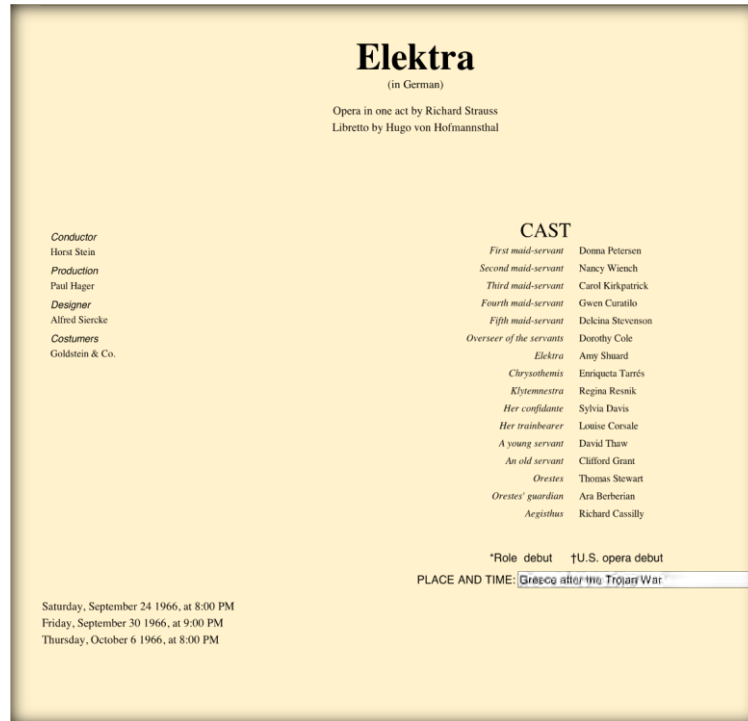 Elektra
(in German)
Opera in one act by Richard Strauss
Libretto by Hugo von Hofmannsthal
Conductor
Horst Stein
Production
Paul Hager
Designer
Alfred Siercke
Costumers
Goldstein & Co.
CAST
First maid-servant Donna Petersen
Second maid-servant Nancy Wiench
Third maid-servant Carol Kirkpatrick
Fourth maid-servant Gwen Curatilo
Fifth maid-servant Delcina Stevenson
Overseer of the servants Dorothy Cole
Elektra Amy Shuard
Chrysothemis Enriqueta Tarrés
Klytemnestra Regina Resnik
Her confidante Sylvia Davis
Her trainbearer Louise Corsale
A young servant David Thaw
An old servant Clifford Grant
Orestes Thomas Stewart
Orestes' guardian Ara Berberian
Aegisthus Richard Cassilly
*Role debut †U.S. opera debut
PLACE AND TIME: Greece after the Trojan War
Saturday, September 24 1966, at 8:00 PM
Friday, September 30 1966, at 9:00 PM
Thursday, October 6 1966, at 8:00 PM